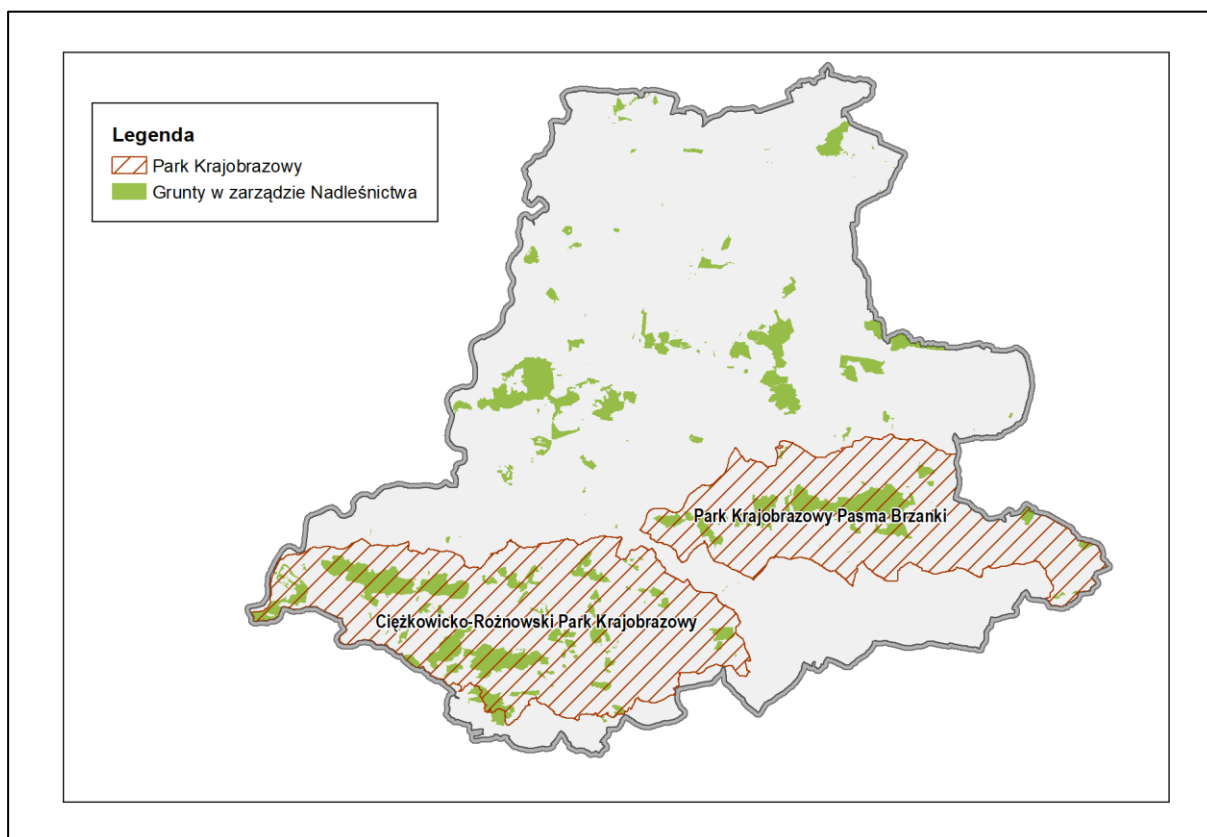 Legenda
Park Krajobrazowy
Grunty w zarządzie Nadleśnictwa
Park Krajobrazowy Pasma Brzanki
Ciężkowicko-Rożnowski Park Krajobrazowy